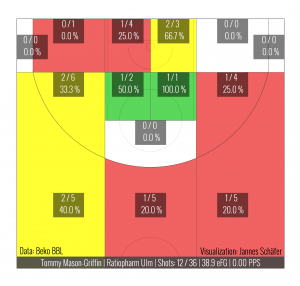 0 / 1
0.0 %
1 / 4
25.0 %
2 / 3
66.7 %
0 / 0
0.0 %
0 / 0
0.0 %
0 / 0
0.0 %
2 / 6
33.3 %
1 / 2
50.0 %
1 / 1
100.0 %
1 / 4
25.0 %
0 / 0
0.0 %
2 / 5
40.0 %
1 / 5
20.0 %
1 / 5
20.0 %
Data: Beko BBL
Visualization: Jannes Schäfer
Tommy Mason-Griffin | Ratiopharm Ulm | Shots: 12 / 36 | 38.9 eFG | 0.00 PPS